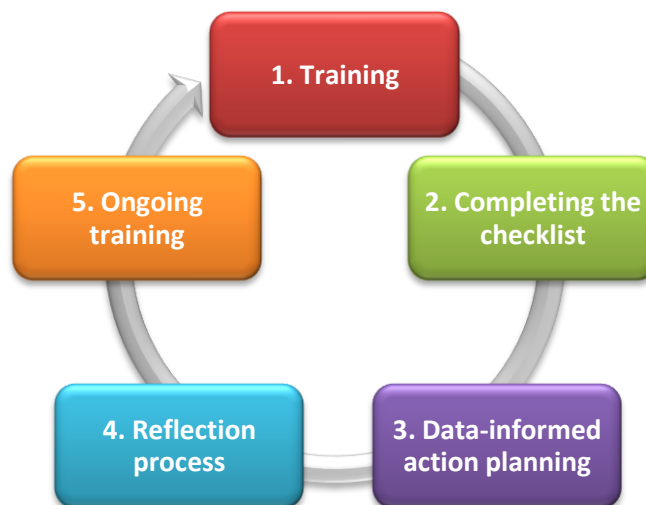 1. Training
2. Completing the
checklist
3. Data-informed
action planning
4. Reflection
process
5. Ongoing
training